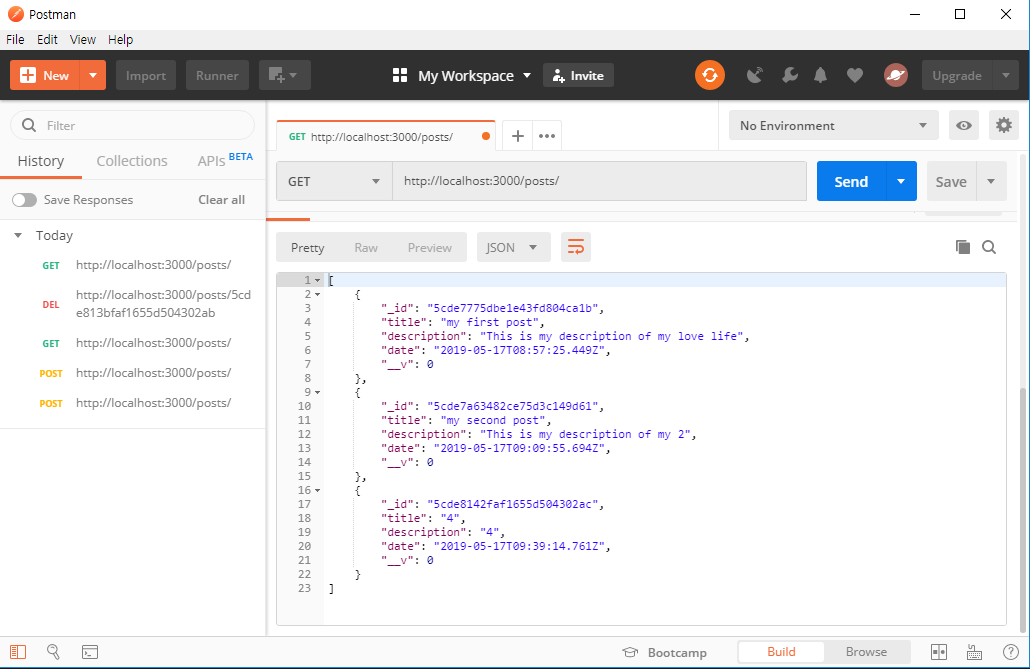 Postman
File Edit View Help
New Import Runner My Workspace Invite Upgrade
Filter
History Collections APIs BETA
Save Responses Clear all
Today
GET http://localhost:3000/posts/
DEL http://localhost:3000/posts/5cd
e813bfaf1655d504302ab
GET http://localhost:3000/posts/
POST http://localhost:3000/posts/
POST http://localhost:3000/posts/
GET http://localhost:3000/posts/ + ••• No Environment
GET http://localhost:3000/posts/ Send Save
Pretty Raw Preview JSON
1 [
2 {
3 "_id": "5cde7775dbe1e43fd804ca1b",
4 "title": "my first post",
5 "description": "This is my description of my love life",
6 "date": "2019-05-17T08:57:25.449Z",
7 "__v": 0
8 },
9 {
10 "_id": "5cde7a63482ce75d3c149d61",
11 "title": "my second post",
12 "description": "This is my description of my 2",
13 "date": "2019-05-17T09:09:55.694Z",
14 "__v": 0
15 },
16 {
17 "_id": "5cde8142faf1655d504302ac",
18 "title": "4",
19 "description": "4",
20 "date": "2019-05-17T09:39:14.761Z",
21 "__v": 0
22 }
23 ]
Bootcamp Build Browse